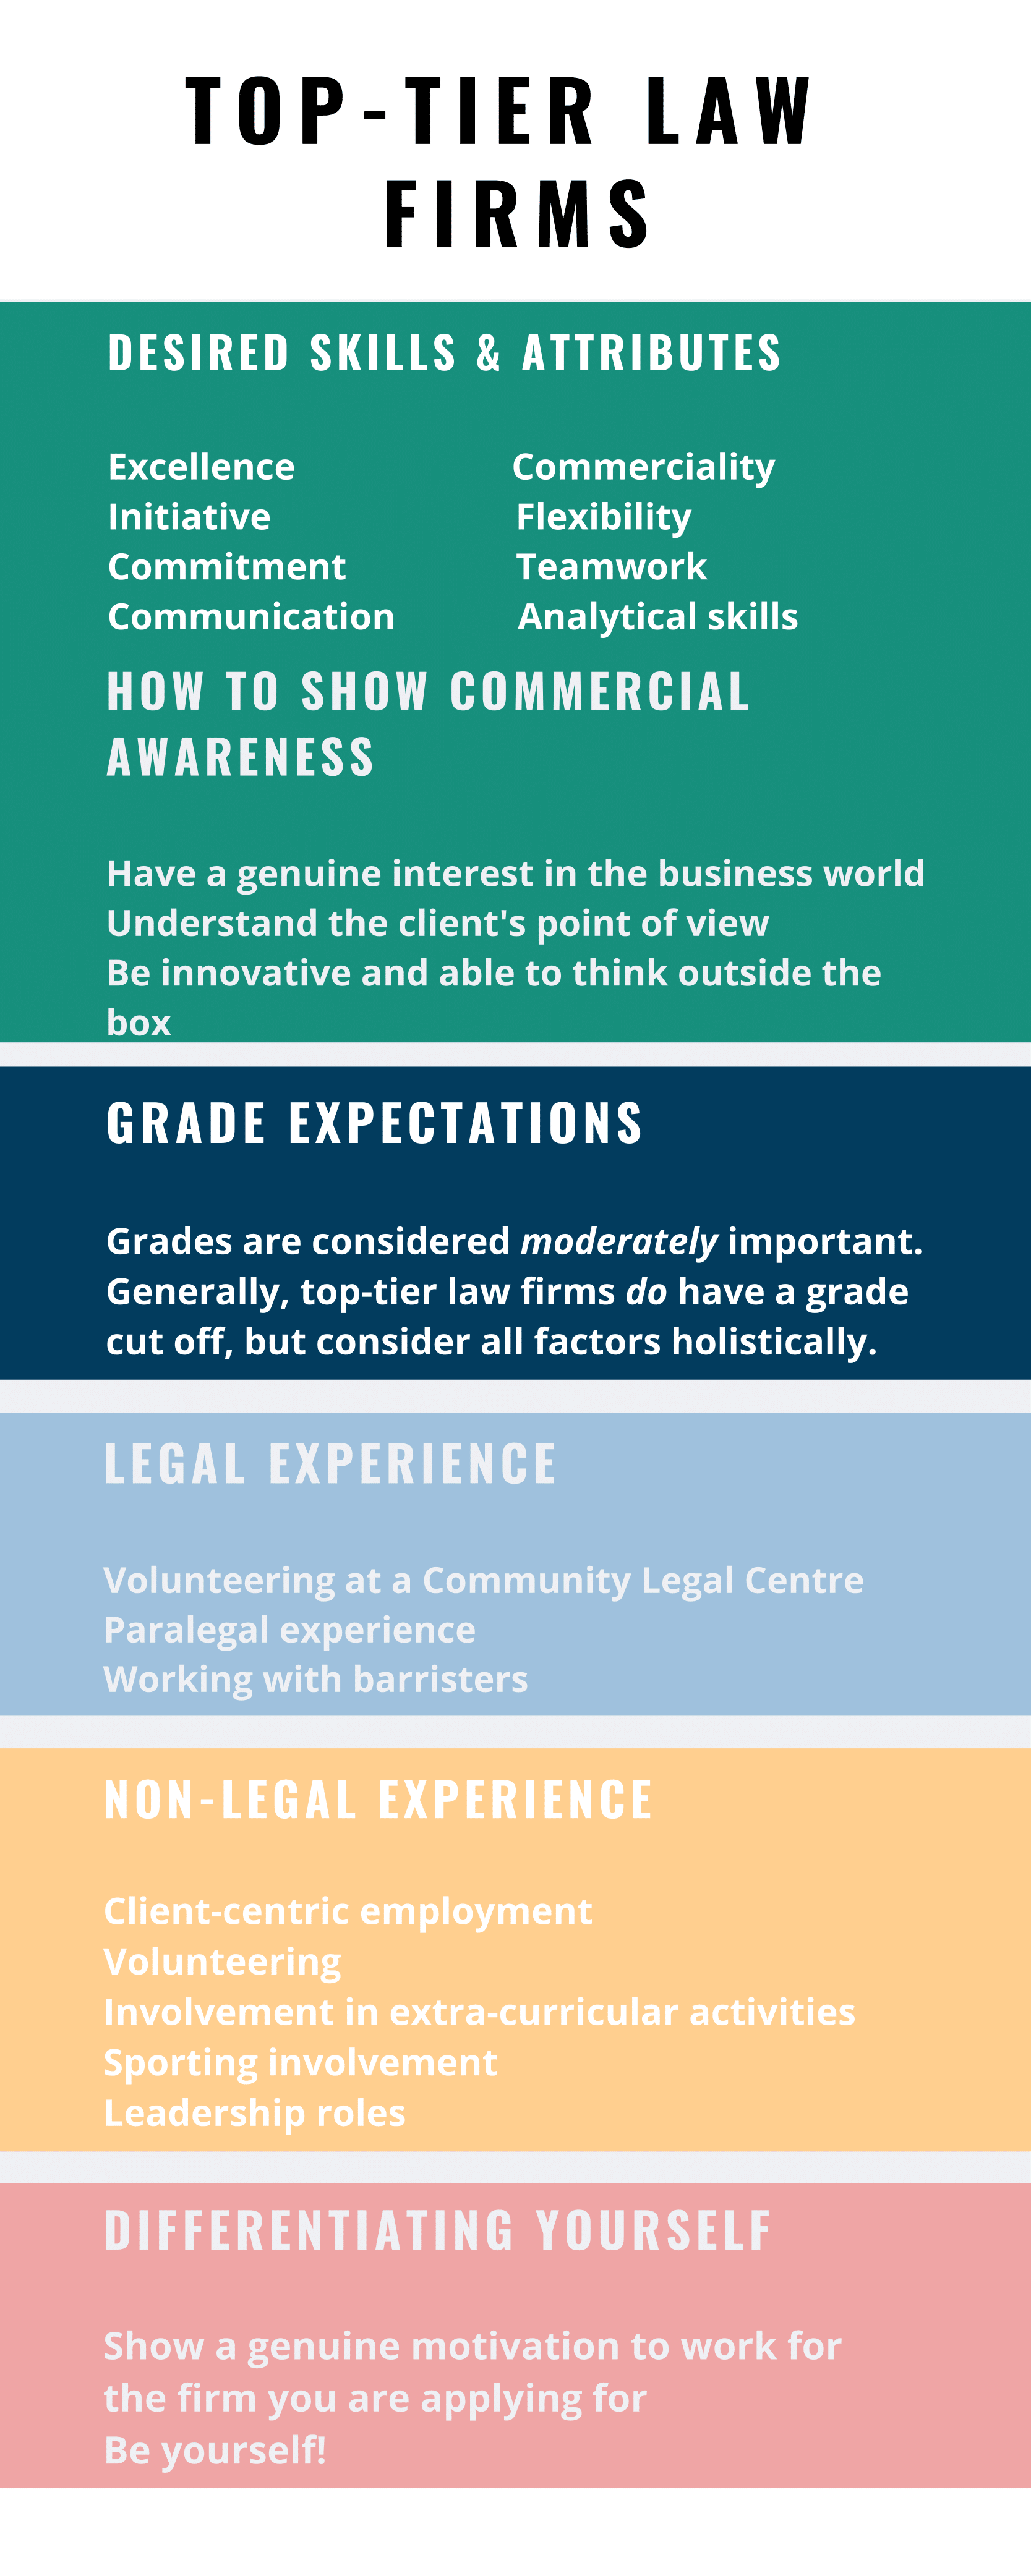 TOP-TIER LAW
FIRMS
DESIRED SKILLS & ATTRIBUTES
Excellence Commerciality
Initiative Flexibility
Commitment Teamwork
Communication Analytical skills
HOW TO SHOW COMMERCIAL
AWARENESS
Have a genuine interest in the business world
Understand the client's point of view
Be innovative and able to think outside the
box
GRADE EXPECTATIONS
Grades are considered moderately important.
Generally, top-tier law firms do have a grade
cut off, but consider all factors holistically.
LEGAL EXPERIENCE
Volunteering at a Community Legal Centre
Paralegal experience
Working with barristers
NON-LEGAL EXPERIENCE
Client-centric employment
Volunteering
Involvement in extra-curricular activities
Sporting involvement
Leadership roles
DIFFERENTIATING YOURSELF
Show a genuine motivation to work for
the firm you are applying for
Be yourself!